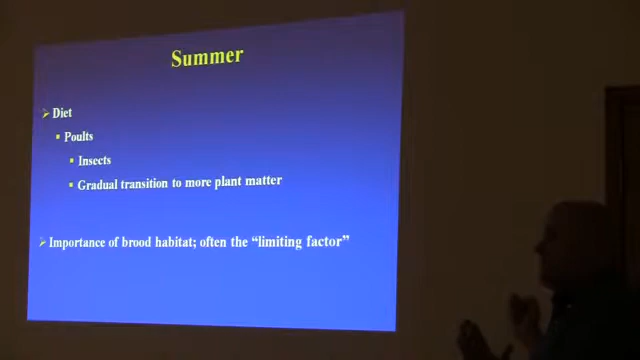 Summer
➢ Diet
▪ Poults
▪ Insects
▪ Gradual transition to more plant matter
➢ Importance of brood habitat; often the “limiting factor”